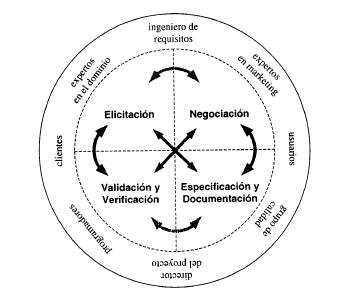 ingeniero de
requisitos
expertos
en el dominio
expertos
en marketing
Elicitación
Negociación
clientes
usuarios
Validación y
Verificación
Especificación y
Documentación
programadores
grupo de
calidad
director
del proyecto